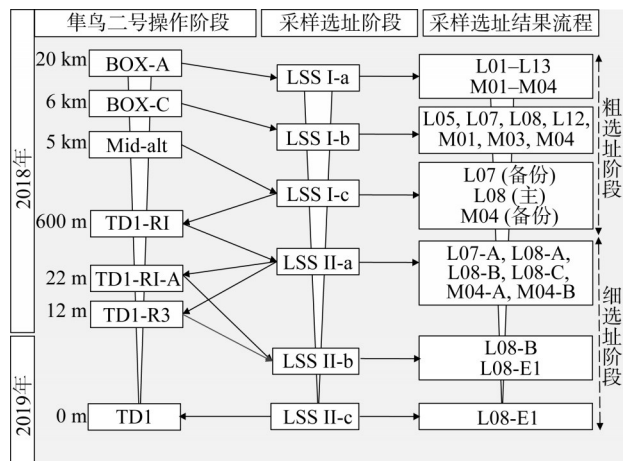 隼鸟二号操作阶段
采样选址阶段
采样选址结果流程
2018年
2019年
20 km
BOX-A
6 km
BOX-C
5 km
Mid-alt
600 m
TD1-RI
22 m
TD1-RI-A
12 m
TD1-R3
0 m
TD1
LSS I-a
LSS I-b
LSS I-c
LSS II-a
LSS II-b
LSS II-c
L01–L13
M01–M04
L05, L07, L08, L12,
M01, M03, M04
L07 (备份)
L08 (主)
M04 (备份)
L07-A, L08-A,
L08-B, L08-C,
M04-A, M04-B
L08-B
L08-E1
L08-E1
粗选址阶段
细选址阶段